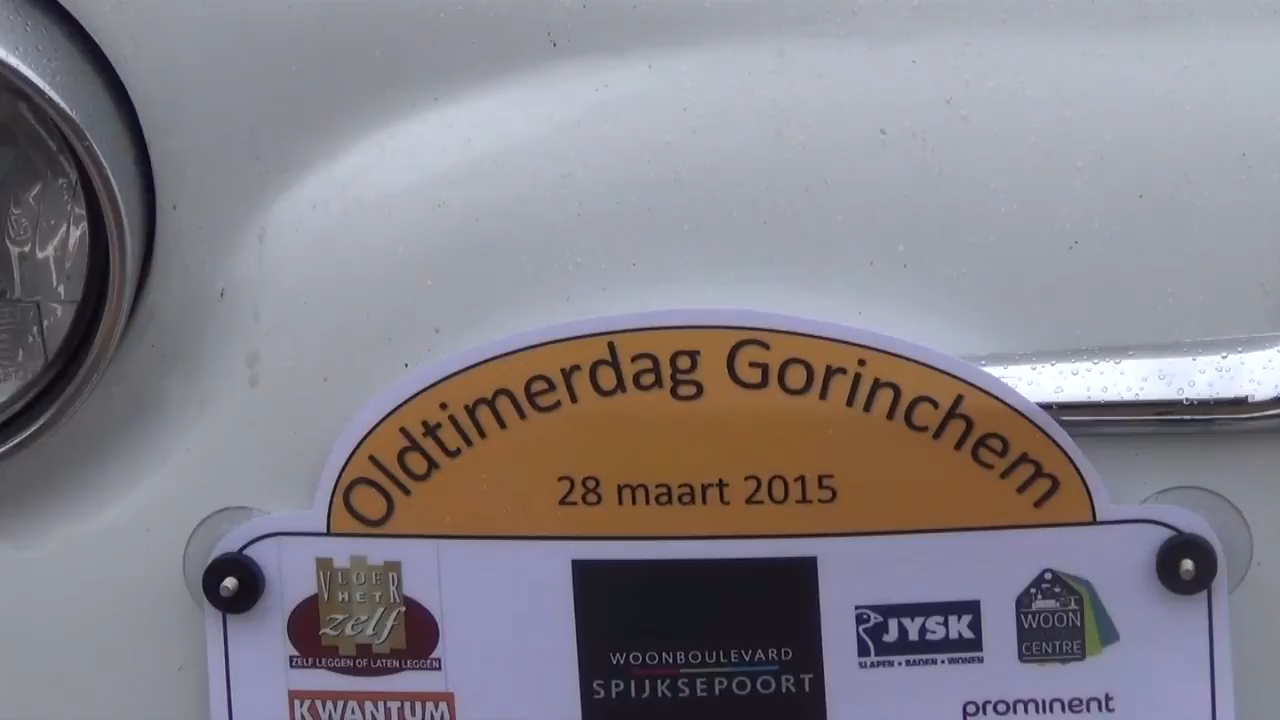 Oldtimerdag Gorinchem
28 maart 2015
VLOER
HET
zelf
ZELF LEGGEN OF LATEN LEGGEN
KWANTUM
WOONBOULEVARD
SPIJKSEPOORT
JYSK
SLAPEN • BADEN • WONEN
WOON
CENTRE
prominent